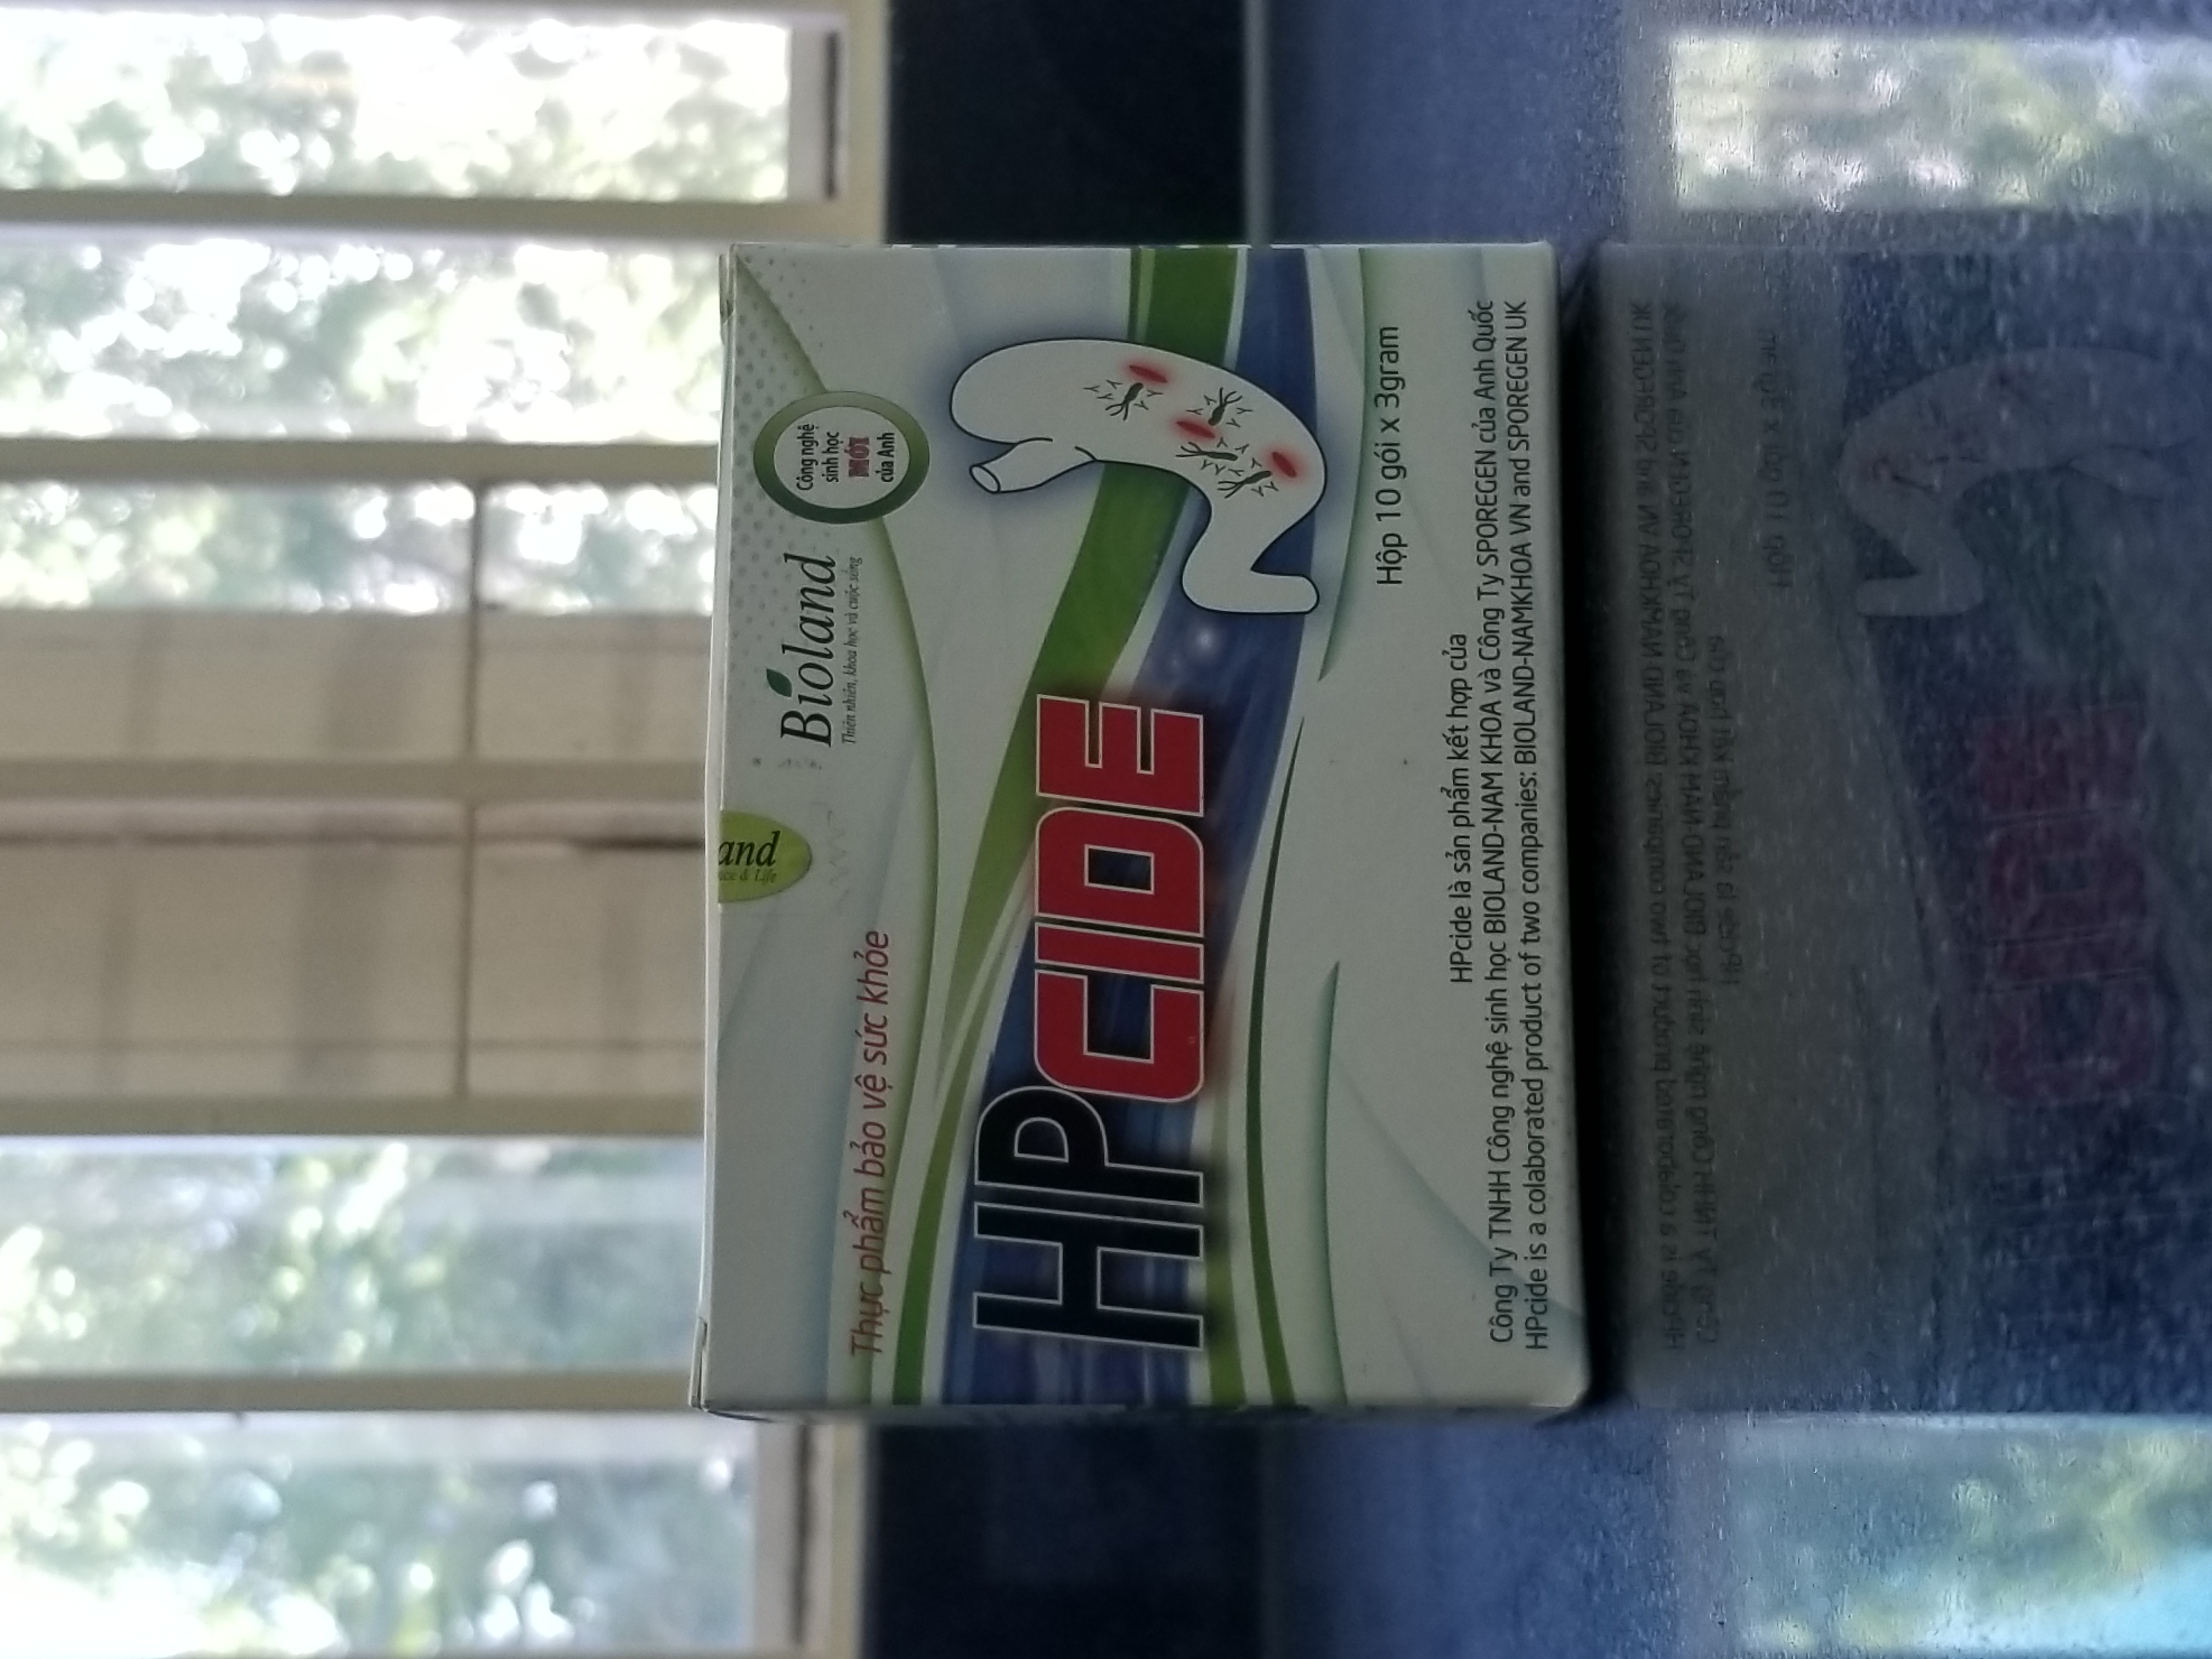 and
nce & Life
Bioland
Thiên nhiên, khoa học và cuộc sống
Công nghệ
sinh học
MỚI
của Anh
Thực phẩm bảo vệ sức khỏe
HPCIDE
Hộp 10 gói x 3gram
HPcide là sản phẩm kết hợp của
Công Ty TNHH Công nghệ sinh học BIOLAND-NAM KHOA và Công Ty SPOREGEN của Anh Quốc
HPcide is a colaborated product of two companies: BIOLAND-NAMKHOA VN and SPOREGEN UK